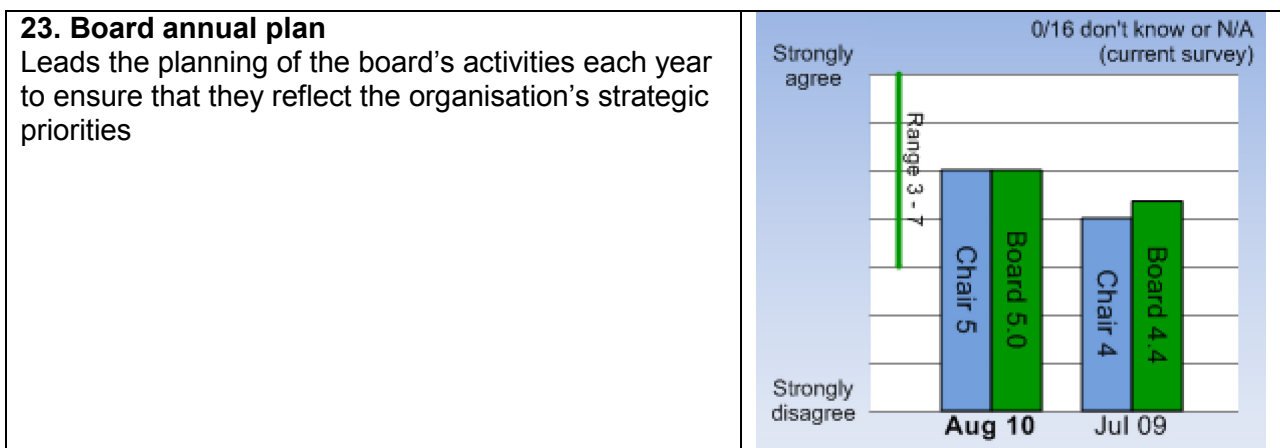 23. Board annual plan
Leads the planning of the board's activities each year
to ensure that they reflect the organisation's strategic
priorities
0/16 don't know or N/A
(current survey)
Strongly
agree
Range 3 - 7
Chair 5
Board 5.0
Chair 4
Board 4.4
Strongly
disagree
Aug 10
Jul 09